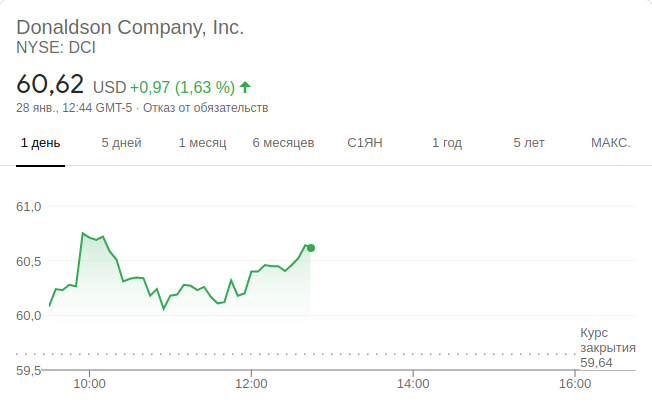 Donaldson Company, Inc.
NYSE: DCI
60,62 USD +0,97 (1,63 %)
28 янв., 12:44 GMT-5 · Отказ от обязательств
1 день 5 дней 1 месяц 6 месяцев С1ЯН 1 год 5 лет МАКС.
61,0
60,5
60,0
Курс
закрытия
59,64
59,5
10:00 12:00 14:00 16:00